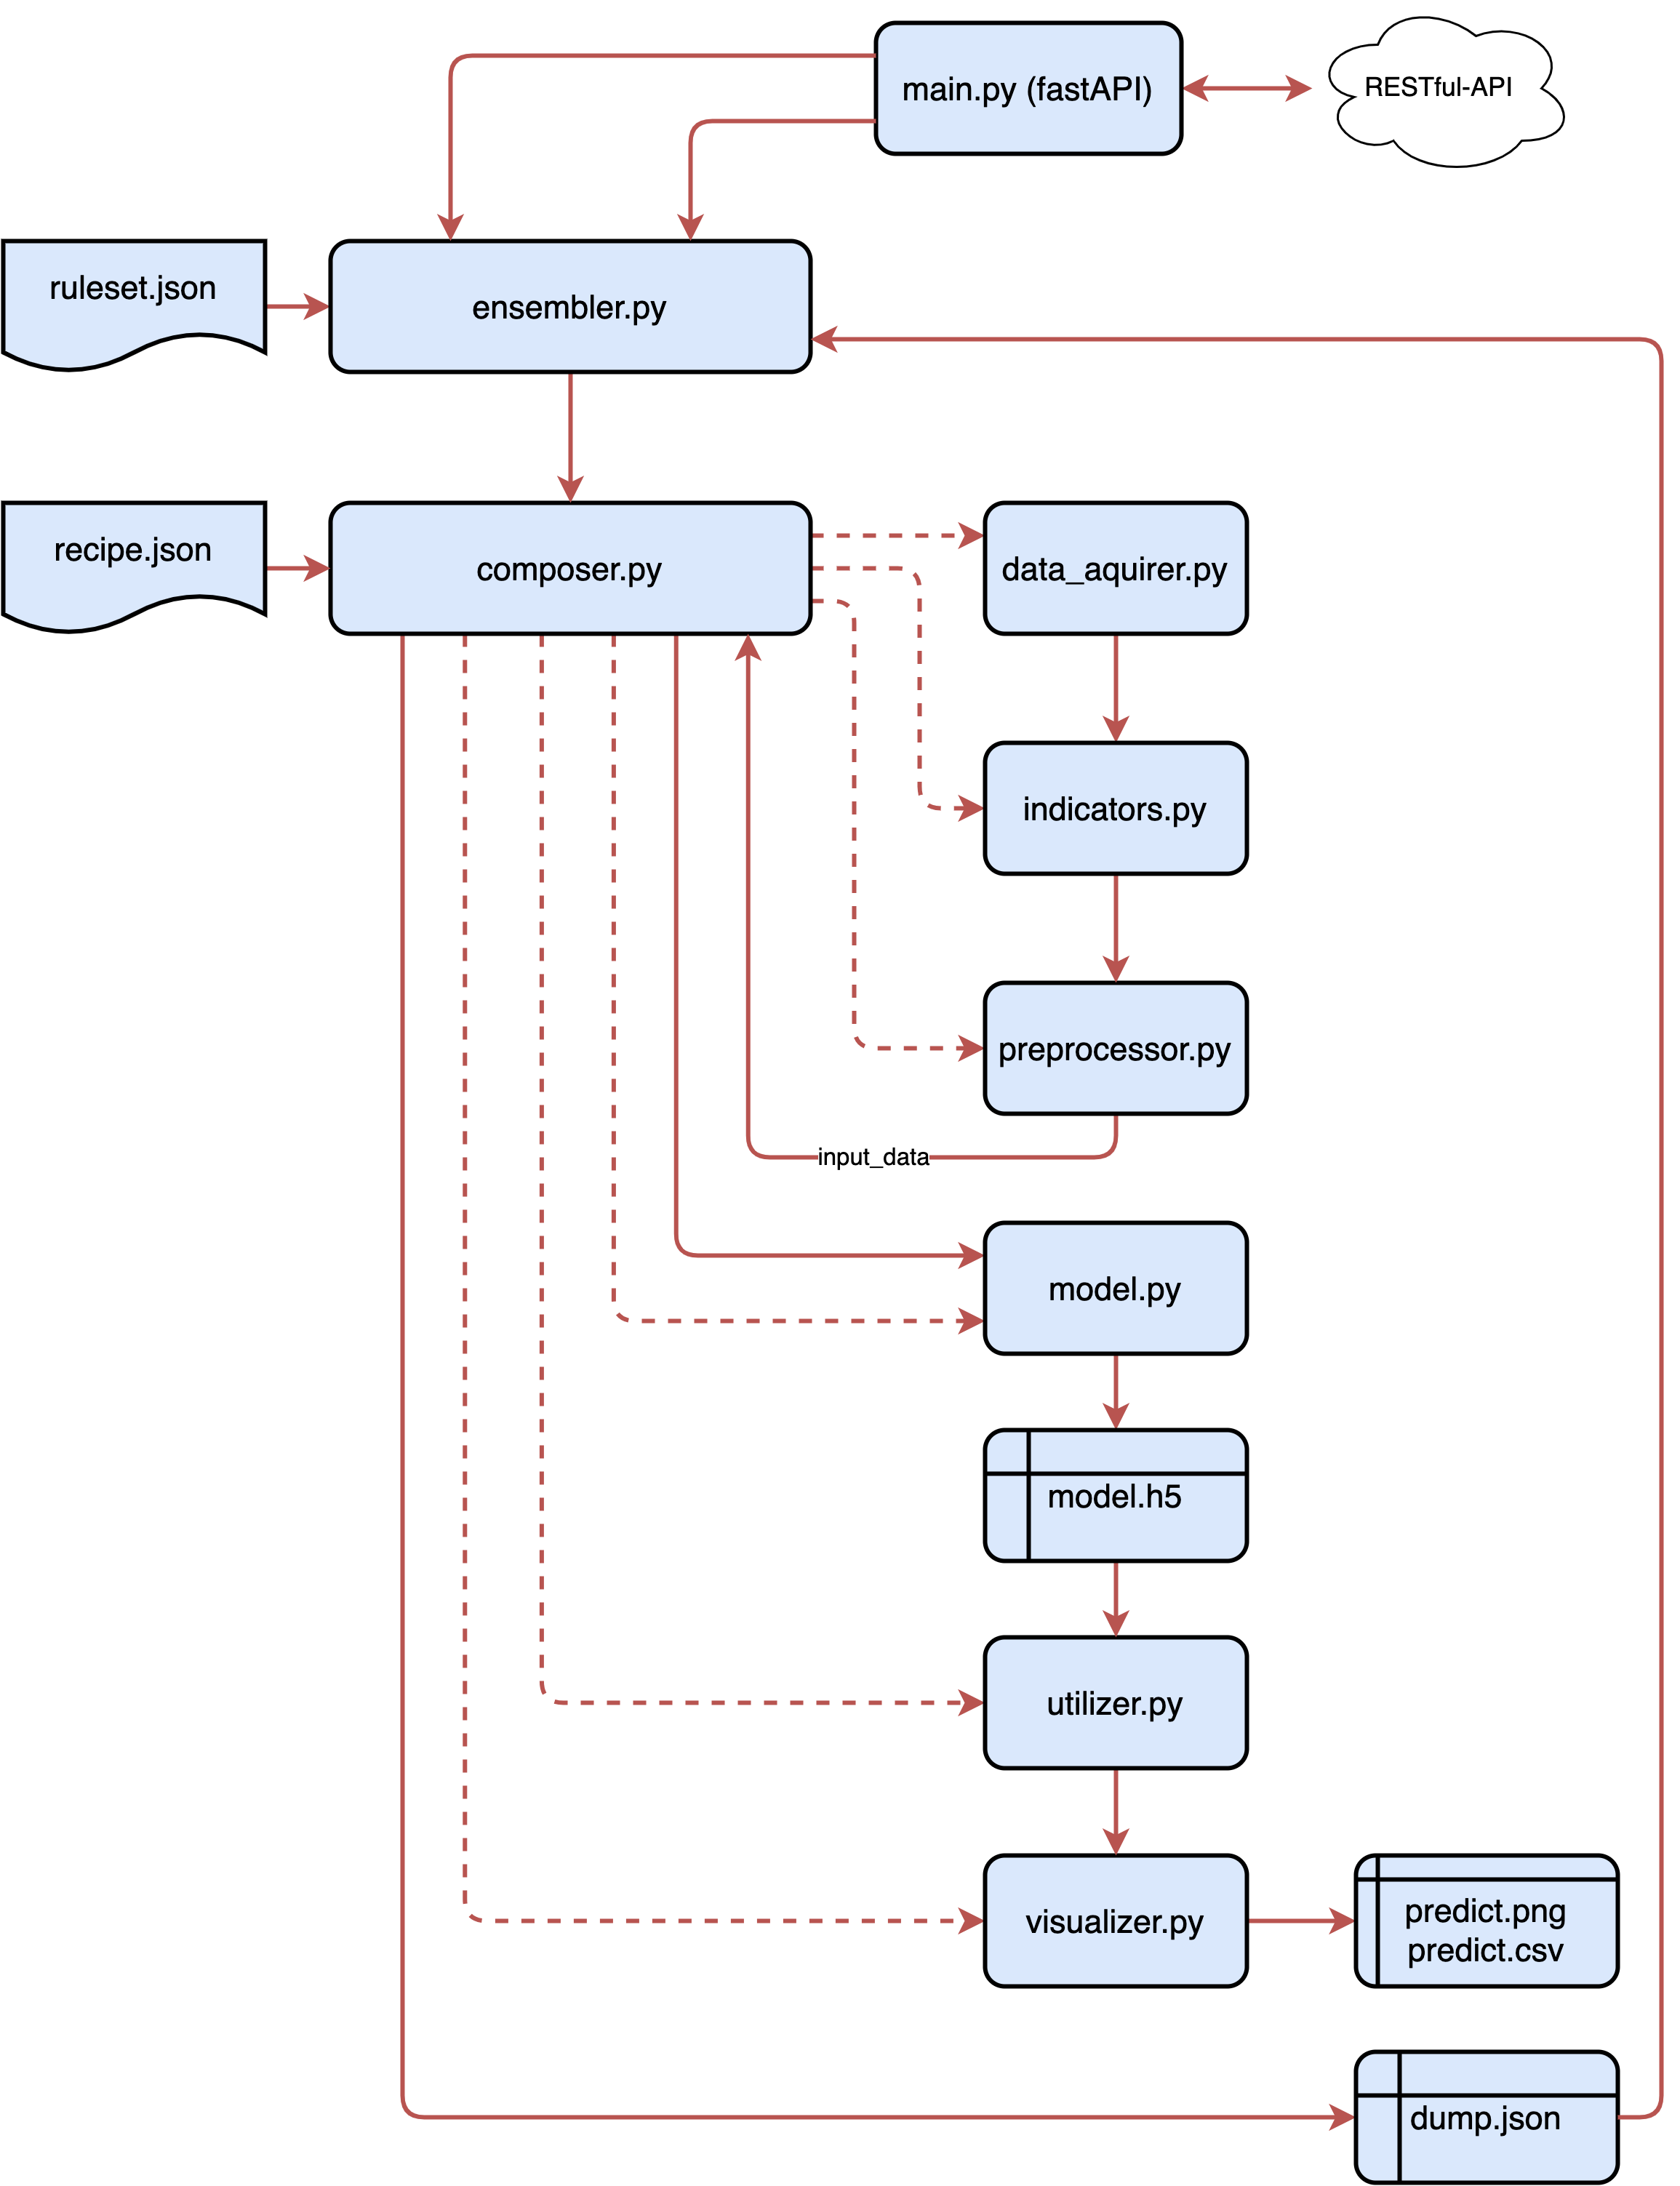 main.py (fastAPI)
RESTful-API
ruleset.json
ensembler.py
recipe.json
composer.py
data_aquirer.py
indicators.py
preprocessor.py
input_data
model.py
model.h5
utilizer.py
visualizer.py
predict.png
predict.csv
dump.json